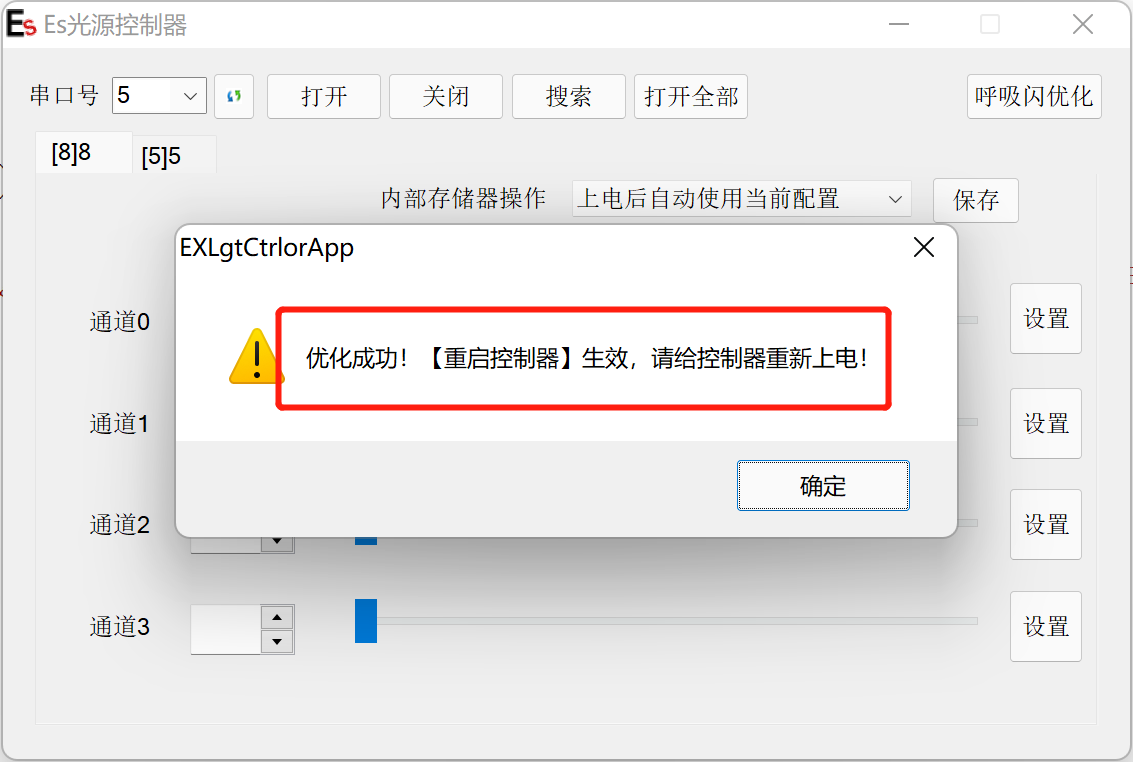 Es Es光源控制器
串口号 5 打开 关闭 搜索 打开全部 呼吸闪优化
[8]8 [5]5
内部存储器操作 上电后自动使用当前配置 保存
EXLgtCtrlorApp
通道0 设置
优化成功！【重启控制器】生效，请给控制器重新上电！
通道1 设置
确定
通道2 设置
通道3 设置